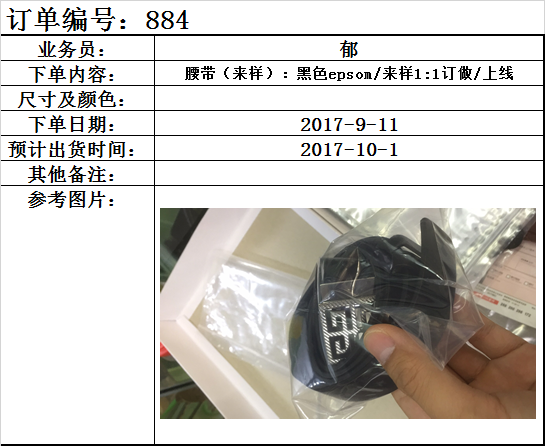 订单编号：884
业务员： 郁
下单内容： 腰带（来样）：黑色epsom/来样1:1订做/上线
尺寸及颜色：
下单日期： 2017-9-11
预计出货时间： 2017-10-1
其他备注：
参考图片：